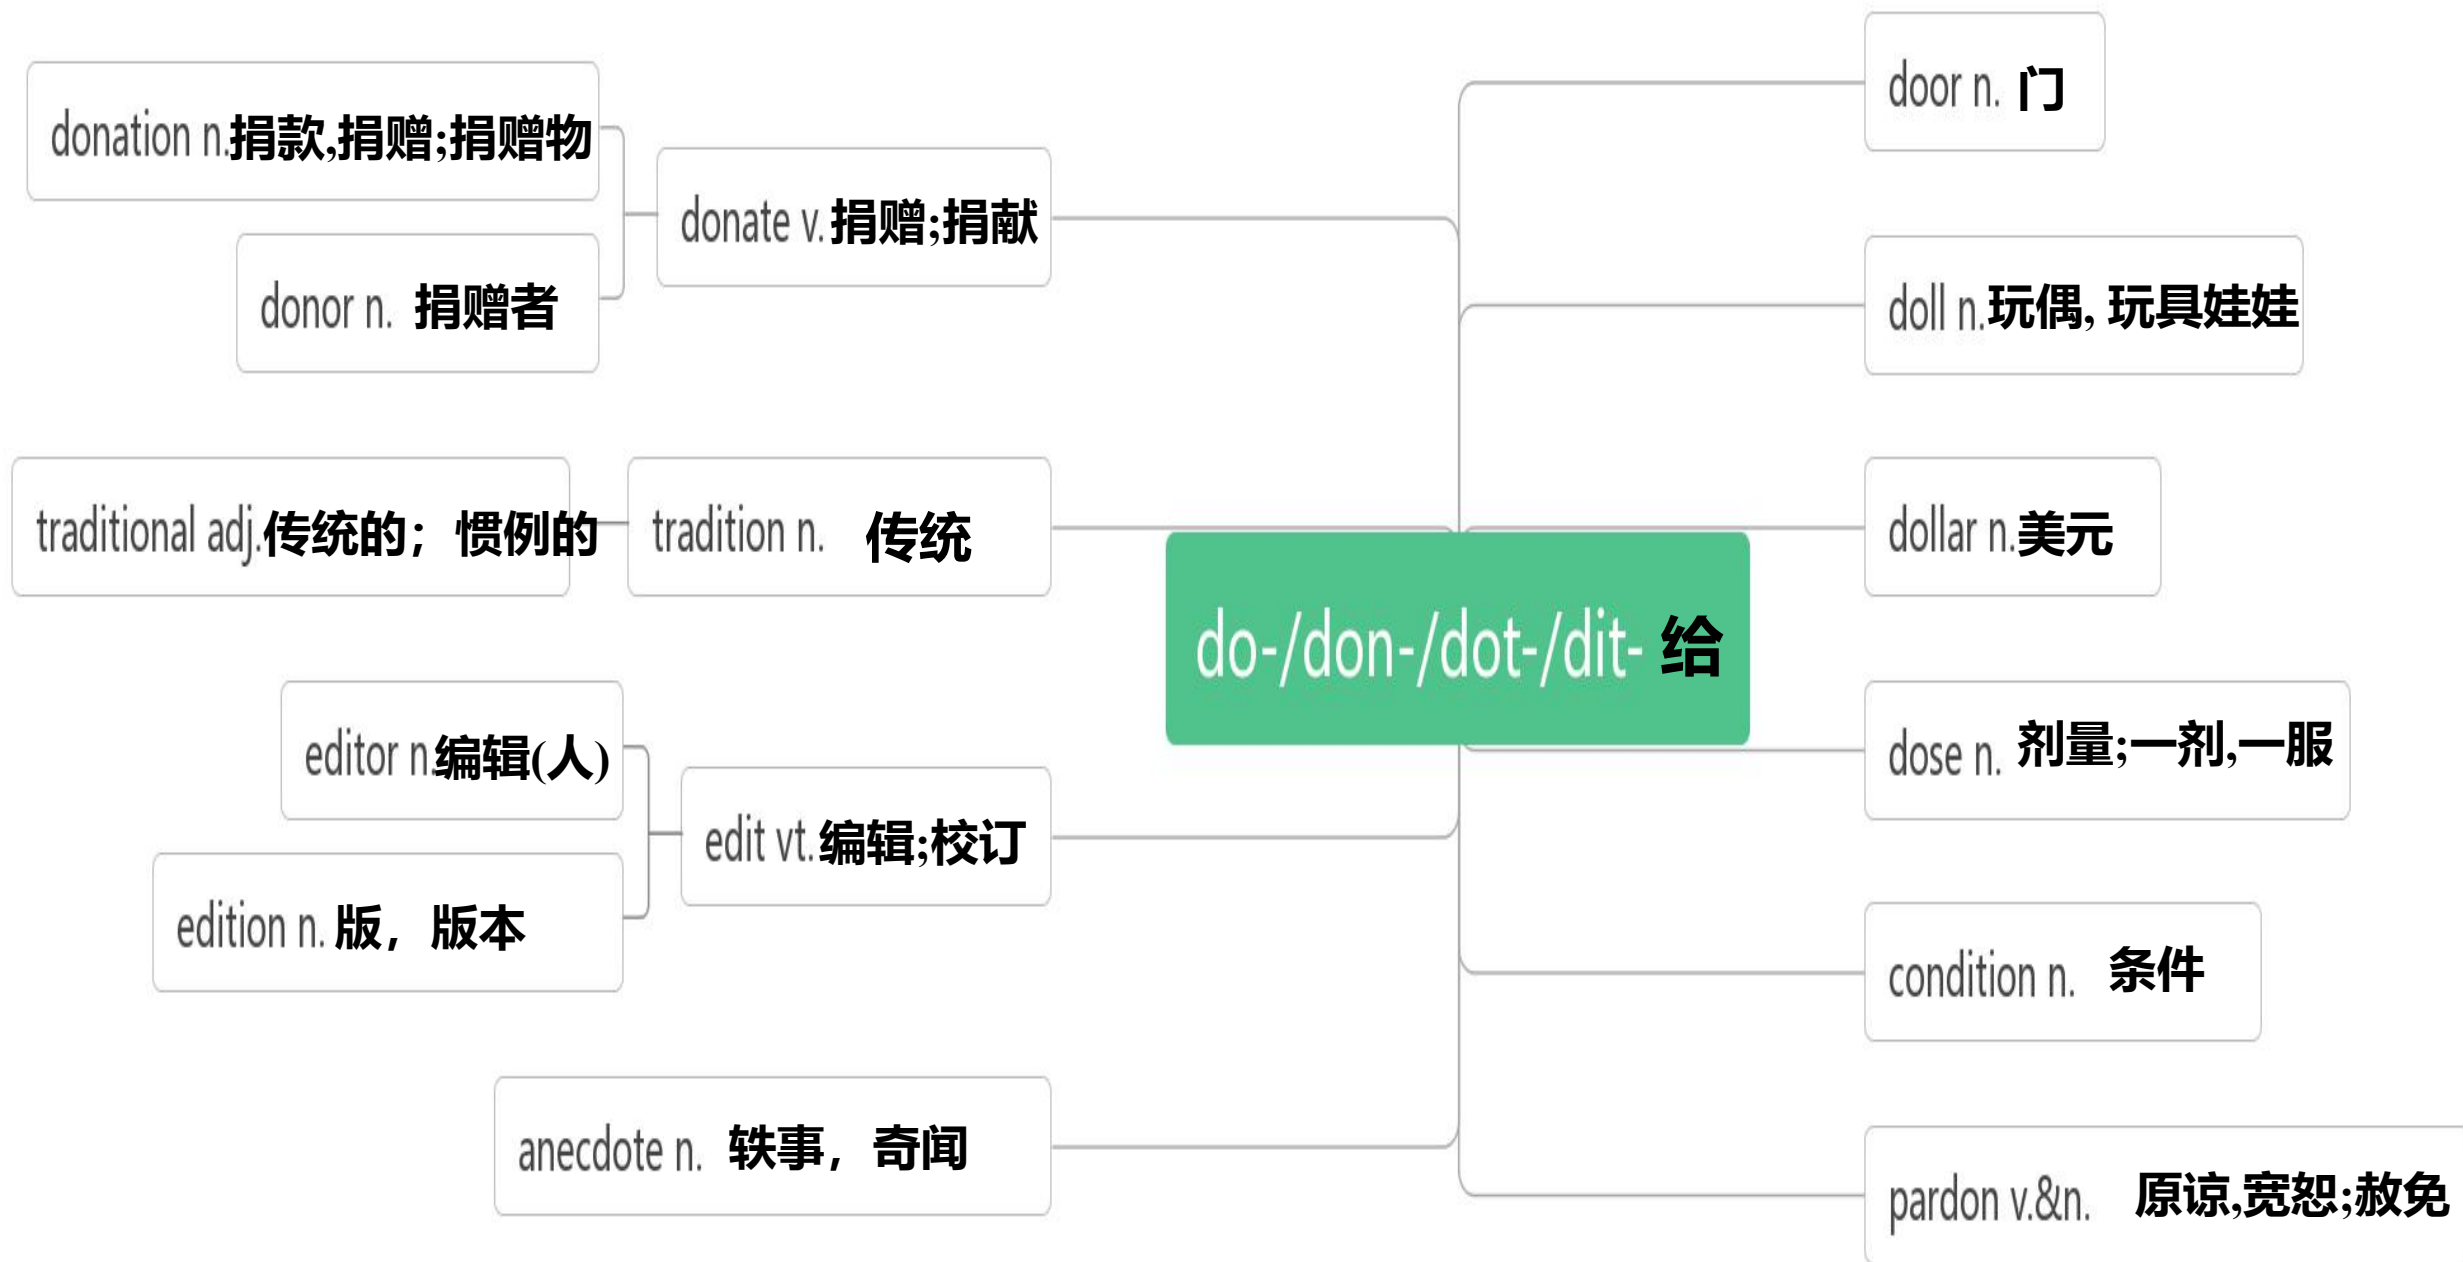 donation n.捐款,捐赠;捐赠物
donate v.捐赠;捐献
donor n. 捐赠者
traditional adj.传统的；惯例的
tradition n. 传统
editor n.编辑(人)
edit vt.编辑;校订
edition n. 版，版本
anecdote n. 轶事，奇闻
do-/don-/dot-/dit- 给
door n. 门
doll n.玩偶, 玩具娃娃
dollar n.美元
dose n. 剂量;一剂,一服
condition n. 条件
pardon v.&n. 原谅,宽恕;赦免